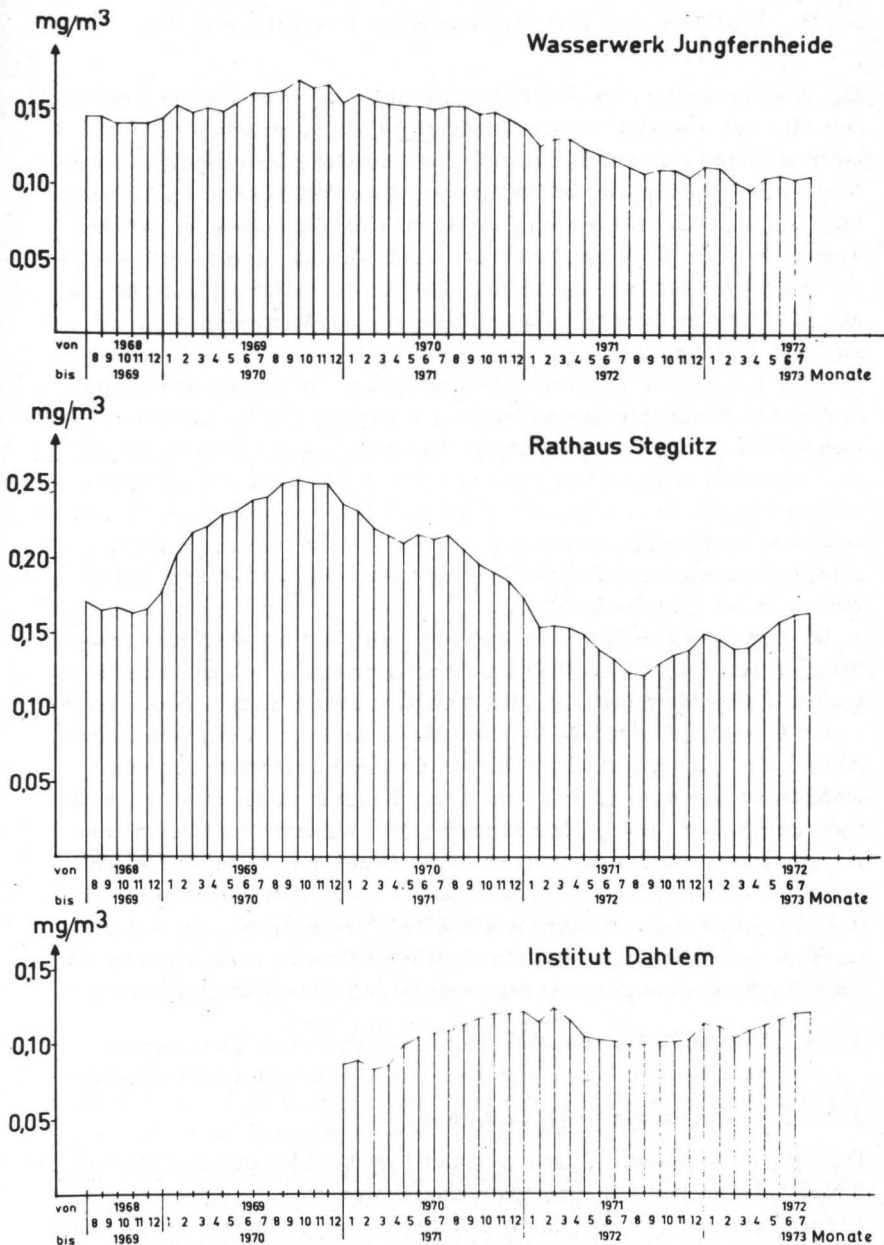 mg/m³
Wasserwerk Jungfernheide
0,15
0,10
0,05
von 1968 1969 1970 1971 1972
8 9 10 11 12 1 2 3 4 5 6 7 8 9 10 11 12 1 2 3 4 5 6 7 8 9 10 11 12 1 2 3 4 5 6 7 8 9 10 11 12 1 2 3 4 5 6 7
bis 1969 1970 1971 1972 1973 Monate
mg/m³
Rathaus Steglitz
0,25
0,20
0,15
0,10
0,05
von 1968 1969 1970 1971 1972
8 9 10 11 12 1 2 3 4 5 6 7 8 9 10 11 12 1 2 3 4 5 6 7 8 9 10 11 12 1 2 3 4 5 6 7 8 9 10 11 12 1 2 3 4 5 6 7
bis 1969 1970 1971 1972 1973 Monate
mg/m³
Institut Dahlem
0,15
0,10
0,05
von 1968 1969 1970 1971 1972
8 9 10 11 12 1 2 3 4 5 6 7 8 9 10 11 12 1 2 3 4 5 6 7 8 9 10 11 12 1 2 3 4 5 6 7 8 9 10 11 12 1 2 3 4 5 6 7
bis 1969 1970 1971 1972 1973 Monate